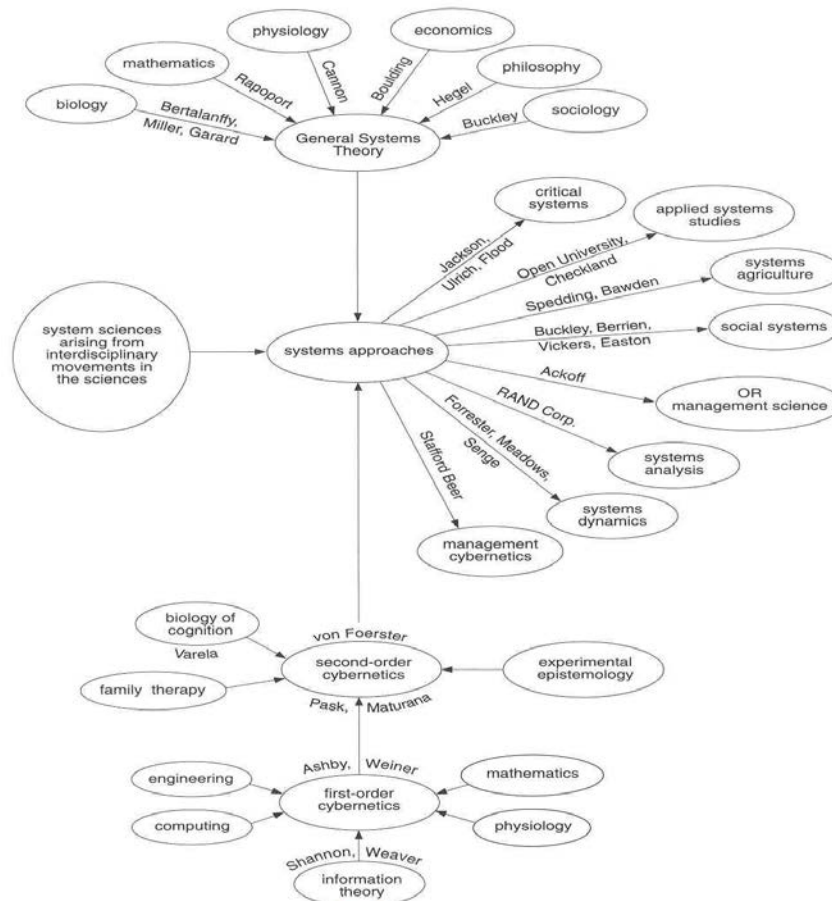 physiology
economics
mathematics
philosophy
biology
sociology
Bertalanffy,
Miller, Garard
Rapoport
Cannon
Boulding
Hegel
Buckley
General Systems
Theory
critical
systems
applied systems
studies
systems
agriculture
social systems
OR
management science
systems
analysis
systems
dynamics
management
cybernetics
Jackson,
Ulrich, Flood
Open University,
Checkland
Spedding, Bawden
Buckley, Berrien,
Vickers, Easton
Ackoff
RAND Corp.
Forrester, Meadows,
Senge
Stafford Beer
system sciences
arising from
interdisciplinary
movements in
the sciences
systems approaches
biology of
cognition
Varela
von Foerster
second-order
cybernetics
experimental
epistemology
family therapy
Pask, Maturana
Ashby, Weiner
engineering
mathematics
first-order
cybernetics
computing
physiology
Shannon, Weaver
information
theory